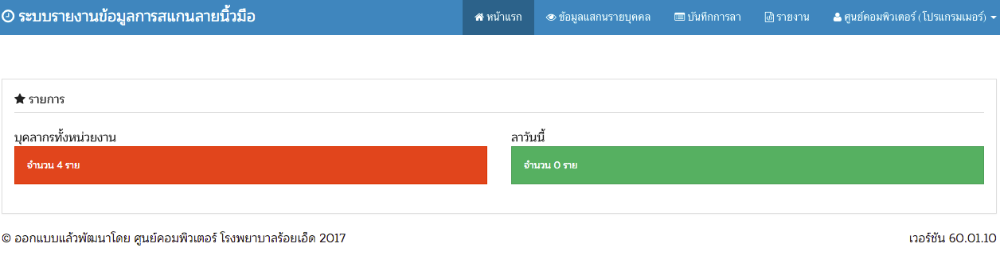 ระบบรายงานข้อมูลการสแกนลายนิ้วมือ หน้าแรก ข้อมูลแสกนรายบุคคล บันทึกการลา รายงาน ศูนย์คอมพิวเตอร์ (โปรแกรมเมอร์)
รายการ
บุคลากรทั้งหน่วยงาน
จำนวน 4 ราย
ลาวันนี้
จำนวน 0 ราย
© ออกแบบแล้วพัฒนาโดย ศูนย์คอมพิวเตอร์ โรงพยาบาลร้อยเอ็ด 2017 เวอร์ชัน 60.01.10